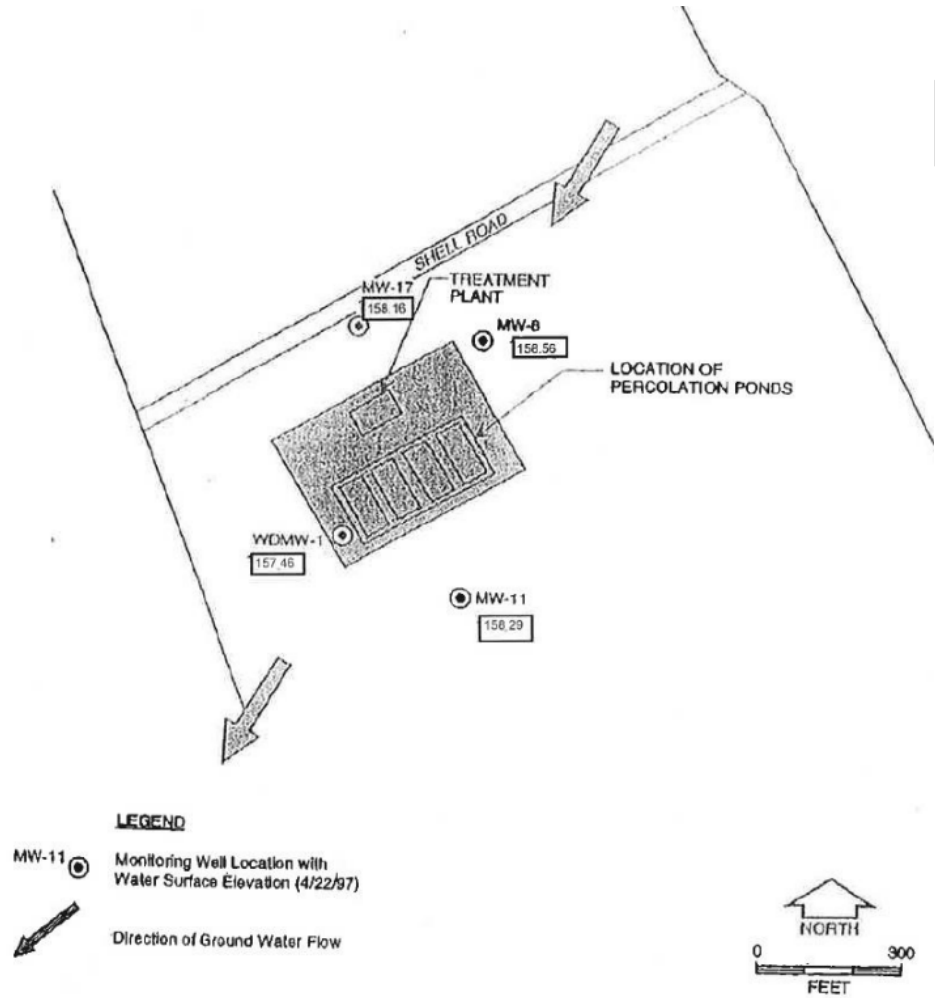 SHELL ROAD
MW-17
158.16
TREATMENT
PLANT
MW-8
158.56
LOCATION OF
PERCOLATION PONDS
WDMW-1
157.46
MW-11
158.29
LEGEND
MW-11
Monitoring Well Location with
Water Surface Elevation (4/22/97)
Direction of Ground Water Flow
NORTH
0 300
FEET